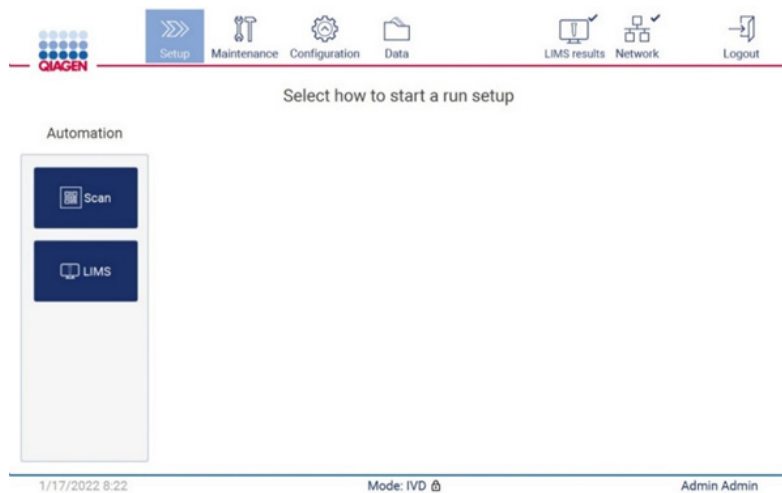 QIAGEN
Setup
Maintenance
Configuration
Data
LIMS results
Network
Logout
Select how to start a run setup
Automation
Scan
LIMS
1/17/2022 8:22
Mode: IVD
Admin Admin